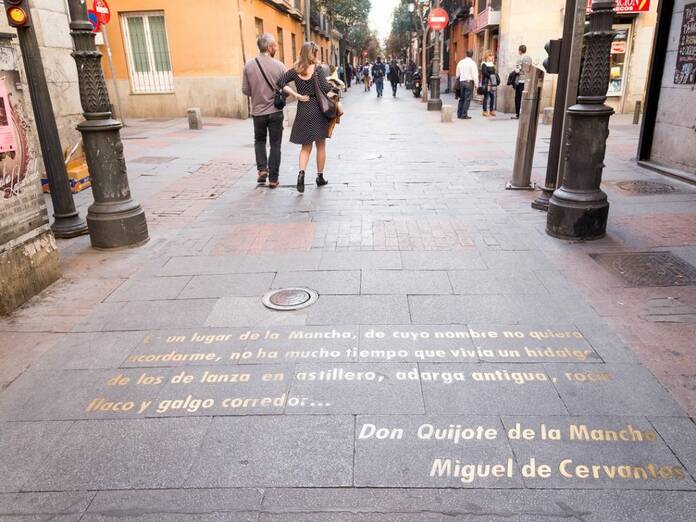 E un lugar de la Mancha, de cuyo nombre no quiero
acordarme, no ha mucho tiempo que vivía un hidalgo
de los de lanza en astillero, adarga antigua, rocín
flaco y galgo corredor...
Don Quijote de la Mancha
Miguel de Cervantes